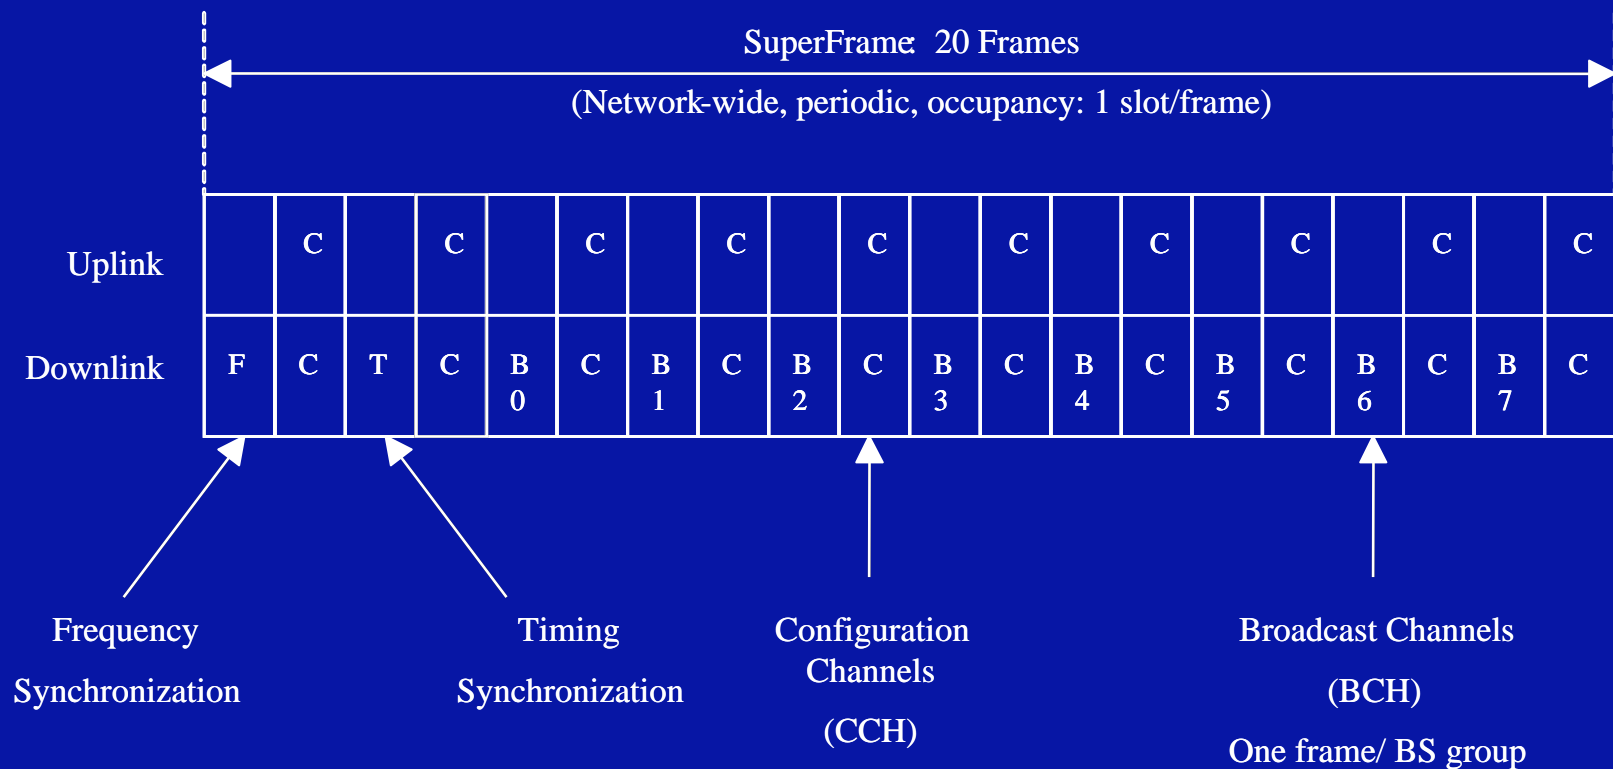 SuperFrame: 20 Frames
(Network-wide, periodic, occupancy: 1 slot/frame)
C C C C C C C C C C
Uplink
Downlink
F C T C B C B C B C B C B C B C B C B C
0 1 2 3 4 5 6 7
Frequency
Synchronization
Timing
Synchronization
Configuration
Channels
(CCH)
Broadcast Channels
(BCH)
One frame/ BS group